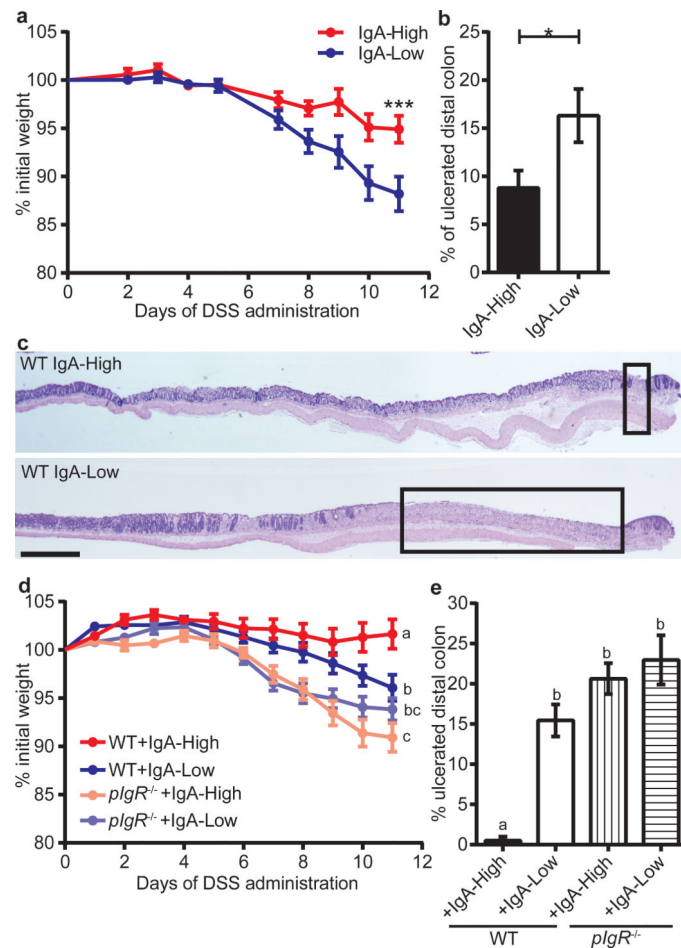 a
105
100
95
90
85
80
% initial weight
IgA-High
IgA-Low
***
0 2 4 6 8 10 12
Days of DSS administration
b
20
15
10
5
0
% of ulcerated distal colon
*
IgA-High
IgA-Low
c
WT IgA-High
WT IgA-Low
d
105
100
95
90
85
80
% initial weight
a
b
bc
c
WT+IgA-High
WT+IgA-Low
pIgR-/- +IgA-High
pIgR-/- +IgA-Low
0 2 4 6 8 10 12
Days of DSS administration
e
30
25
20
15
10
5
0
% ulcerated distal colon
a
b
b
b
+IgA-High
+IgA-Low
+IgA-High
+IgA-Low
WT
pIgR-/-